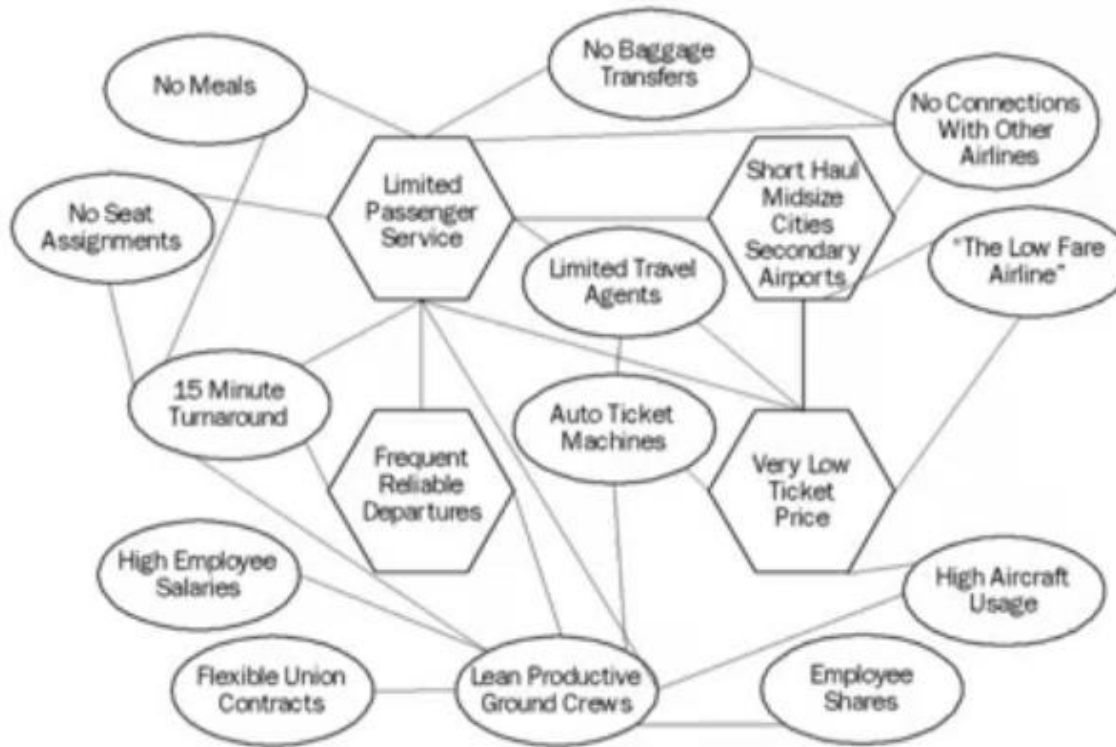 No Baggage
Transfers
No Meals
No Connections
With Other
Airlines
Limited
Passenger
Service
Short Haul
Midsize
Cities
Secondary
Airports
No Seat
Assignments
"The Low Fare
Airline"
Limited Travel
Agents
15 Minute
Turnaround
Auto Ticket
Machines
Frequent
Reliable
Departures
Very Low
Ticket
Price
High Employee
Salaries
High Aircraft
Usage
Flexible Union
Contracts
Lean Productive
Ground Crews
Employee
Shares